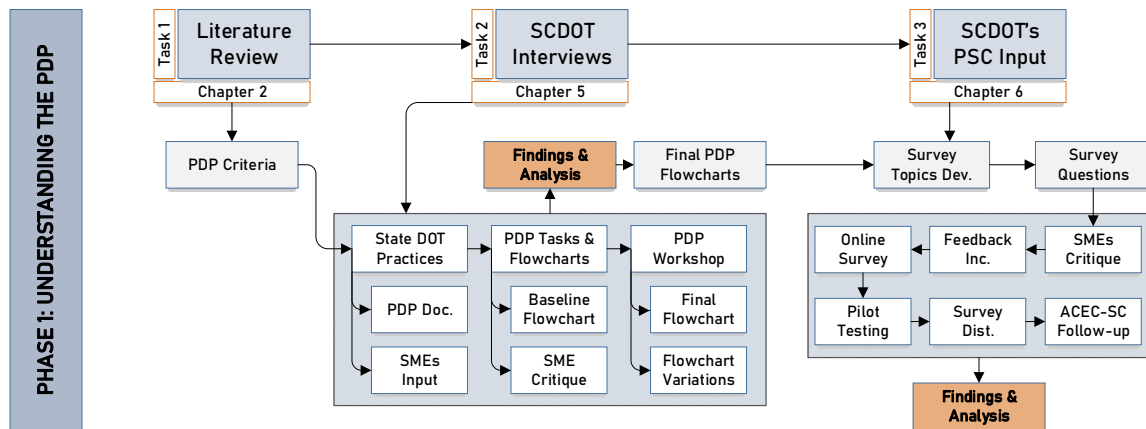 PHASE 1: UNDERSTANDING THE PDP
Task 1
Literature
Review
Chapter 2
Task 2
SCDOT
Interviews
Chapter 5
Task 3
SCDOT's
PSC Input
Chapter 6
PDP Criteria
Findings &
Analysis
Final PDP
Flowcharts
Survey
Topics Dev.
Survey
Questions
State DOT
Practices
PDP Tasks &
Flowcharts
PDP
Workshop
PDP Doc.
Baseline
Flowchart
Final
Flowchart
SMEs
Input
SME
Critique
Flowchart
Variations
Online
Survey
Feedback
Inc.
SMEs
Critique
Pilot
Testing
Survey
Dist.
ACEC-SC
Follow-up
Findings &
Analysis